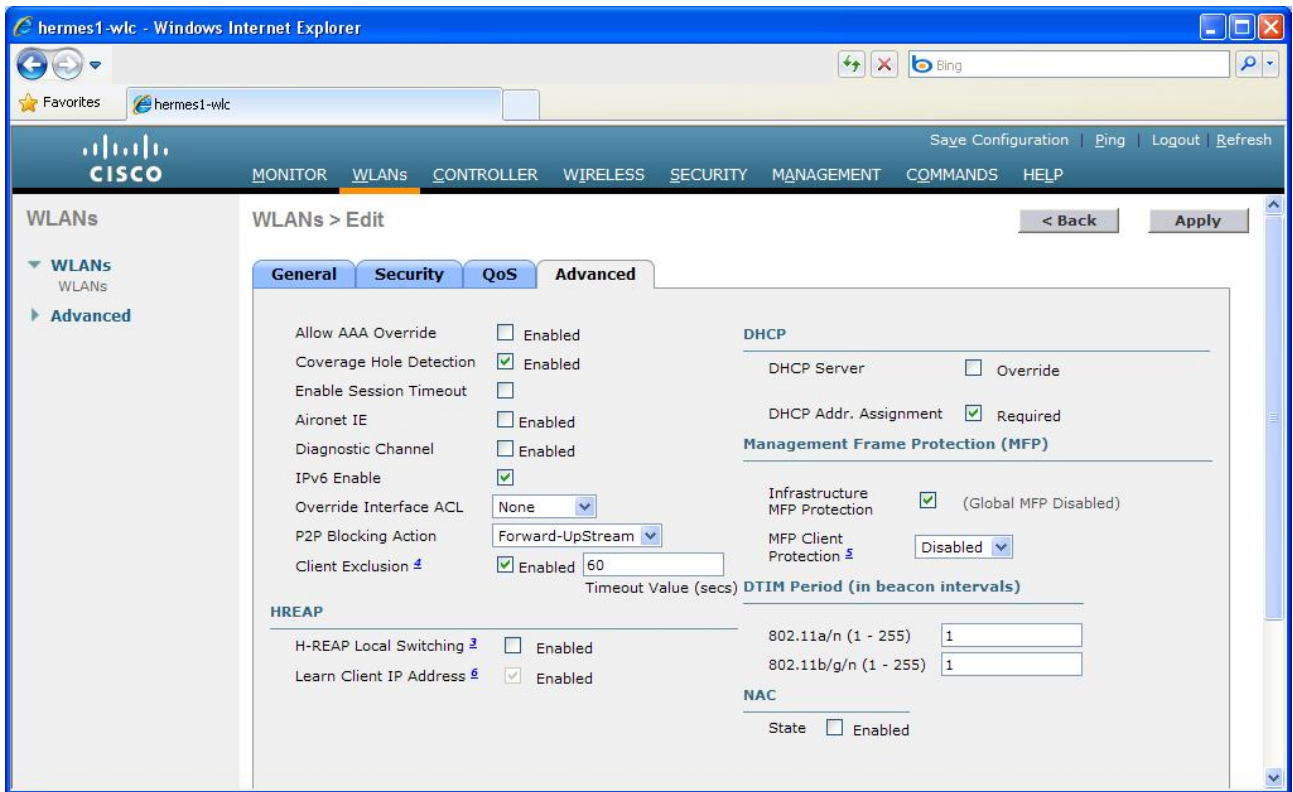 hermes1-wlc - Windows Internet Explorer
Bing
Favorites
hermes1-wlc
Save Configuration | Ping | Logout | Refresh
CISCO
MONITOR WLANs CONTROLLER WIRELESS SECURITY MANAGEMENT COMMANDS HELP
WLANs
WLANs
WLANs
Advanced
WLANs > Edit
< Back
Apply
General Security QoS Advanced
Allow AAA Override Enabled
Coverage Hole Detection Enabled
Enable Session Timeout
Aironet IE Enabled
Diagnostic Channel Enabled
IPv6 Enable
Override Interface ACL None
P2P Blocking Action Forward-UpStream
Client Exclusion 4 Enabled 60
Timeout Value (secs)
HREAP
H-REAP Local Switching 3 Enabled
Learn Client IP Address 6 Enabled
DHCP
DHCP Server Override
DHCP Addr. Assignment Required
Management Frame Protection (MFP)
Infrastructure
MFP Protection (Global MFP Disabled)
MFP Client
Protection 5 Disabled
DTIM Period (in beacon intervals)
802.11a/n (1 - 255) 1
802.11b/g/n (1 - 255) 1
NAC
State Enabled